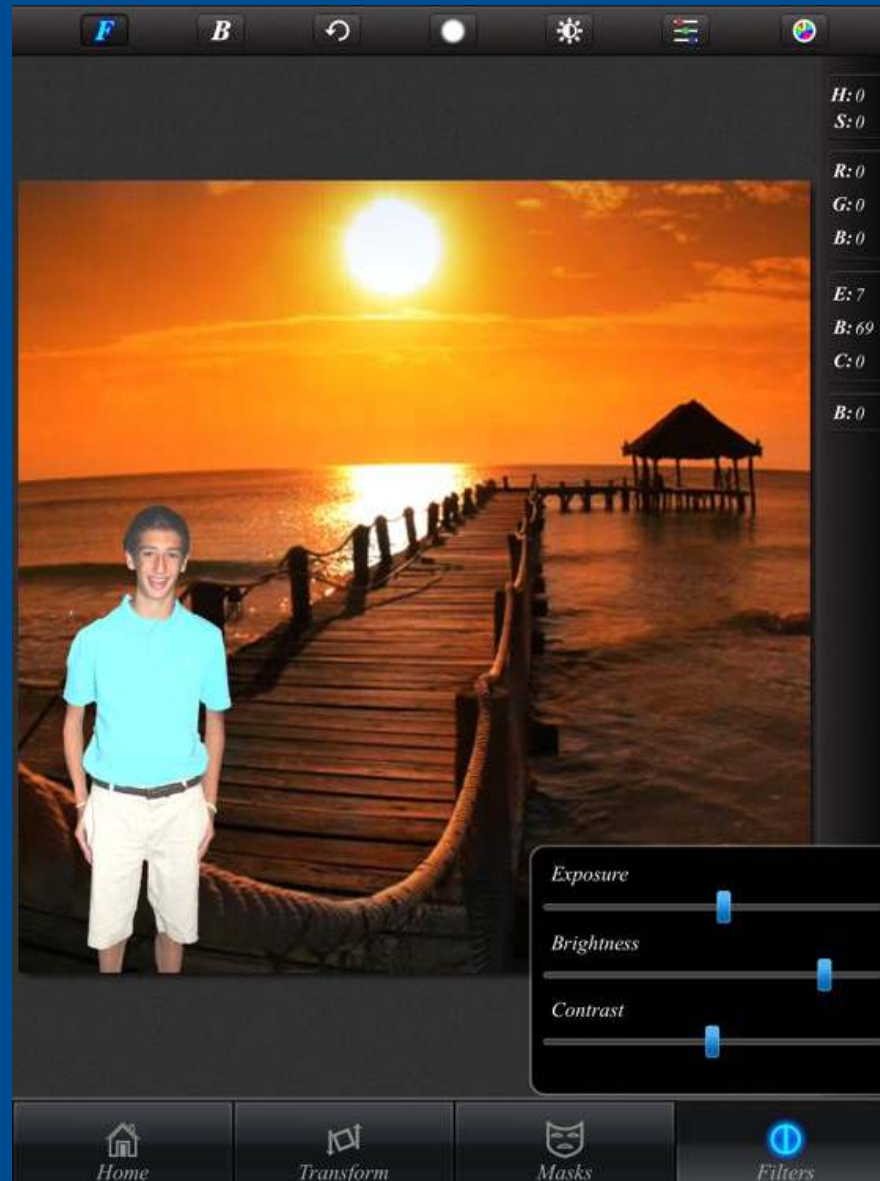 F B
H: 0
S: 0
R: 0
G: 0
B: 0
E: 7
B: 69
C: 0
B: 0
Exposure
Brightness
Contrast
Home Transform Masks Filters